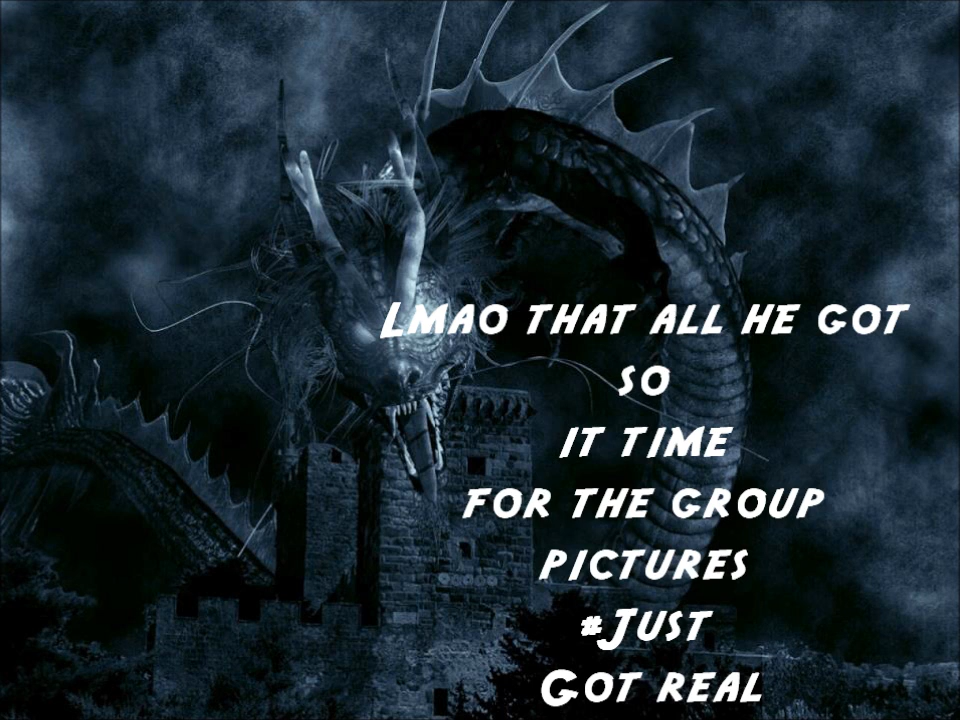 Lmao that all he got
so
it time
for the group
pictures
#Just
Got real